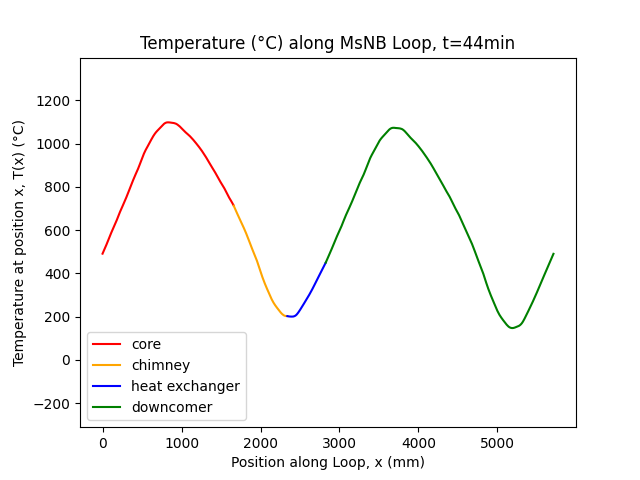 Temperature (°C) along MsNB Loop, t=44min
Temperature at position x, T(x) (°C)
1200
1000
800
600
400
200
0
−200
core
chimney
heat exchanger
downcomer
0 1000 2000 3000 4000 5000
Position along Loop, x (mm)